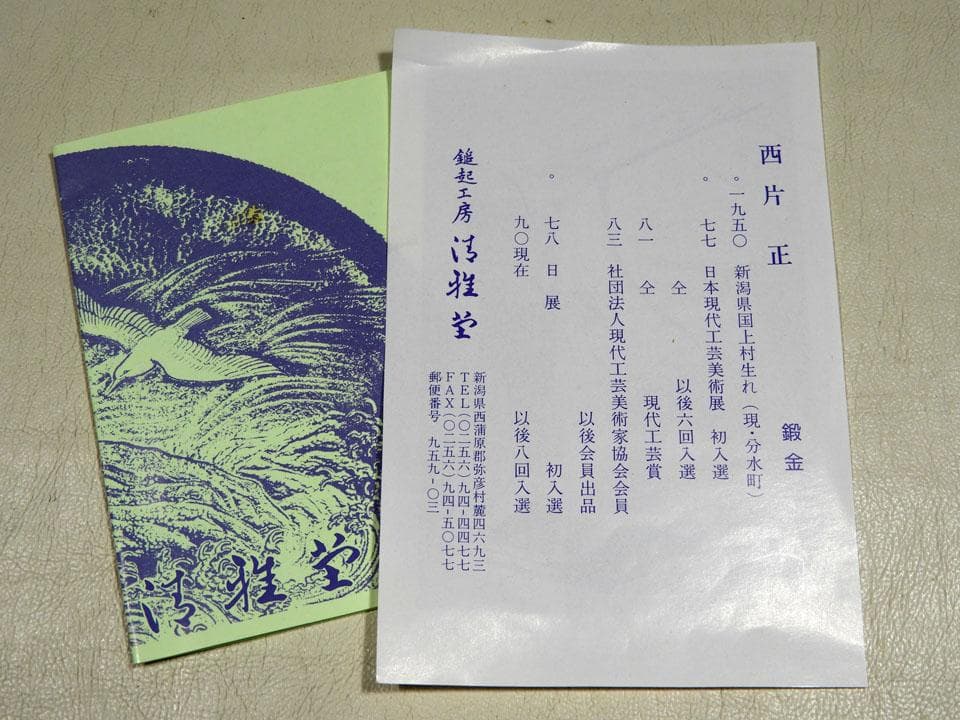 西片 正
鍛金
。一九五〇 新潟県国上村生れ(現・分水町)
。七七 日本現代工芸美術展 初入選
仝 以後六回入選
八一 仝 現代工芸賞
八三 社団法人現代工芸美術家協会会員
以後会員出品
。七八 日展 初入選
九〇現在 以後八回入選
鎚起工房 清雅堂
新潟県西蒲原郡弥彦村麓四六九三
TEL(〇二五六)九四-四四七七
FAX(〇二五六)九四-五〇七七
郵便番号 九五九-〇三
清雅堂